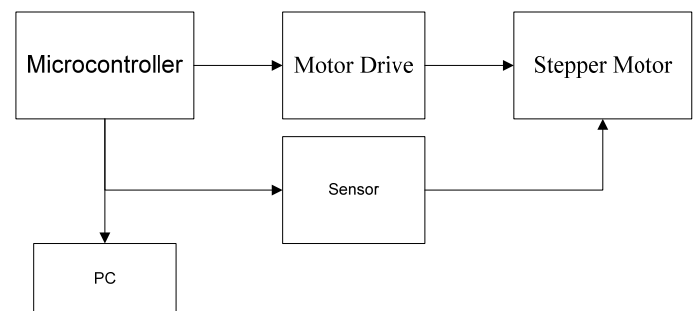 Microcontroller
Motor Drive
Stepper Motor
Sensor
PC